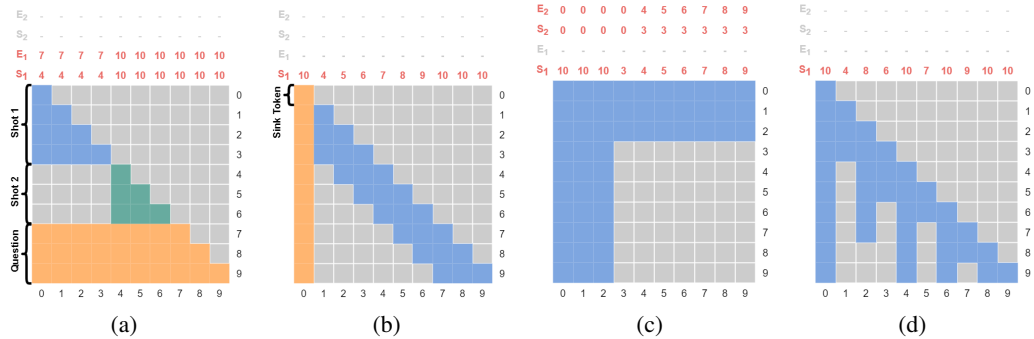 E₂ - - - - - - - - - -
S₂ - - - - - - - - - -
E₁ 7 7 7 7 10 10 10 10 10 10
S₁ 4 4 4 4 10 10 10 10 10 10
Shot 1
Shot 2
Question
0
1
2
3
4
5
6
7
8
9
0 1 2 3 4 5 6 7 8 9
(a)
E₂ - - - - - - - - - -
S₂ - - - - - - - - - -
E₁ - - - - - - - - - -
S₁ 10 4 5 6 7 8 9 10 10 10
Sink Token
0
1
2
3
4
5
6
7
8
9
0 1 2 3 4 5 6 7 8 9
(b)
E₂ 0 0 0 0 4 5 6 7 8 9
S₂ 0 0 0 0 3 3 3 3 3 3
E₁ - - - - - - - - - -
S₁ 10 10 10 3 4 5 6 7 8 9
0
1
2
3
4
5
6
7
8
9
0 1 2 3 4 5 6 7 8 9
(c)
E₂ - - - - - - - - - -
S₂ - - - - - - - - - -
E₁ - - - - - - - - - -
S₁ 10 4 8 6 10 7 10 9 10 10
0
1
2
3
4
5
6
7
8
9
0 1 2 3 4 5 6 7 8 9
(d)